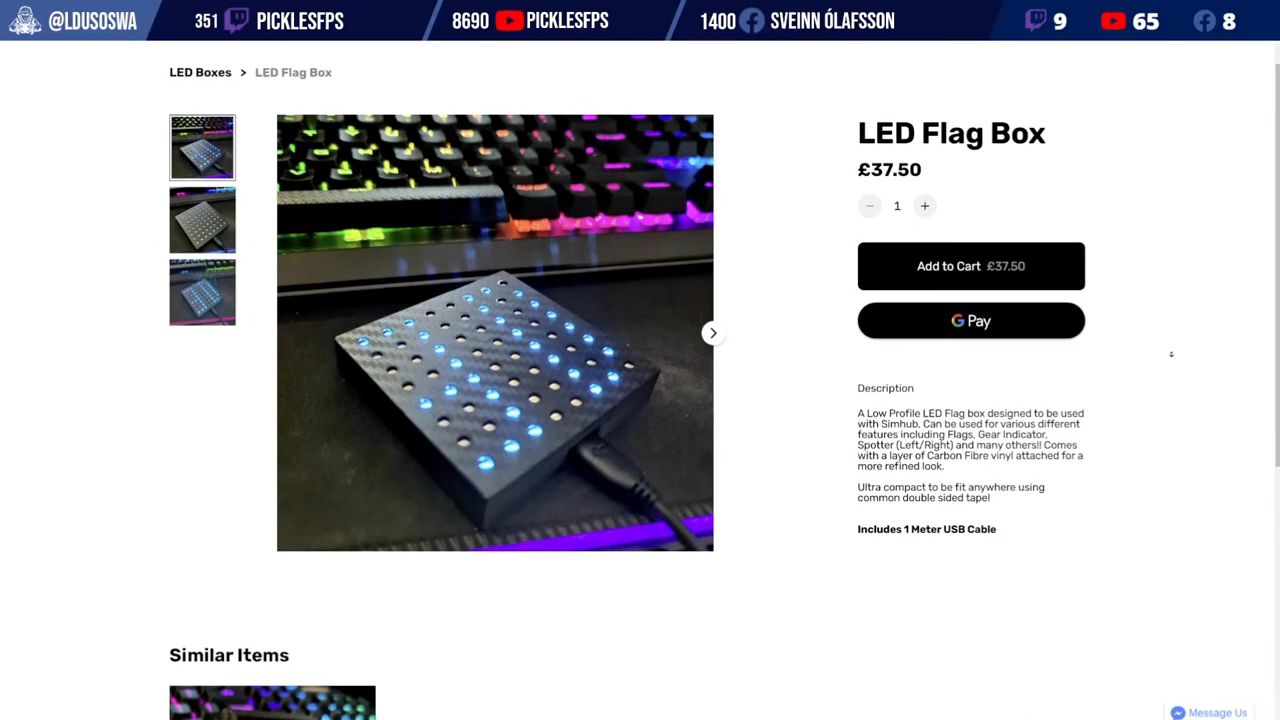 @LDUSOSWA
351 PICKLESFPS
8690 PICKLESFPS
1400 SVEINN ÓLAFSSON
9 65 8
LED Boxes > LED Flag Box
LED Flag Box
£37.50
− 1 +
Add to Cart £37.50
G Pay
Description
A Low Profile LED Flag box designed to be used
with Simhub. Can be used for various different
features including Flags, Gear Indicator,
Spotter (Left/Right) and many others!! Comes
with a layer of Carbon Fibre vinyl attached for a
more refined look.
Ultra compact to be fit anywhere using
common double sided tape!
Includes 1 Meter USB Cable
Similar Items
Message Us